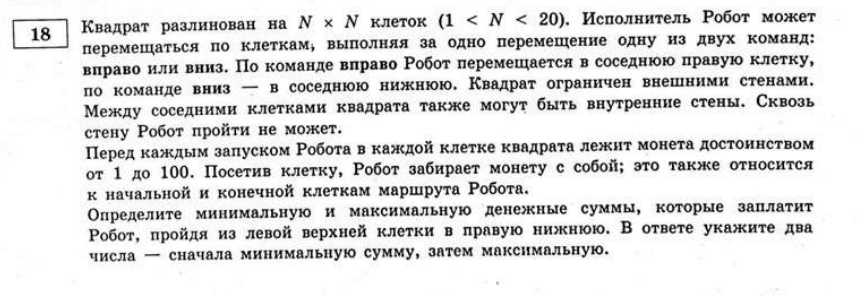 18
Квадрат разлинован на N × N клеток (1 < N < 20). Исполнитель Робот может
перемещаться по клеткам, выполняя за одно перемещение одну из двух команд:
вправо или вниз. По команде вправо Робот перемещается в соседнюю правую клетку,
по команде вниз — в соседнюю нижнюю. Квадрат ограничен внешними стенами.
Между соседними клетками квадрата также могут быть внутренние стены. Сквозь
стену Робот пройти не может.
Перед каждым запуском Робота в каждой клетке квадрата лежит монета достоинством
от 1 до 100. Посетив клетку, Робот забирает монету с собой; это также относится
к начальной и конечной клеткам маршрута Робота.
Определите минимальную и максимальную денежные суммы, которые заплатит
Робот, пройдя из левой верхней клетки в правую нижнюю. В ответе укажите два
числа — сначала минимальную сумму, затем максимальную.